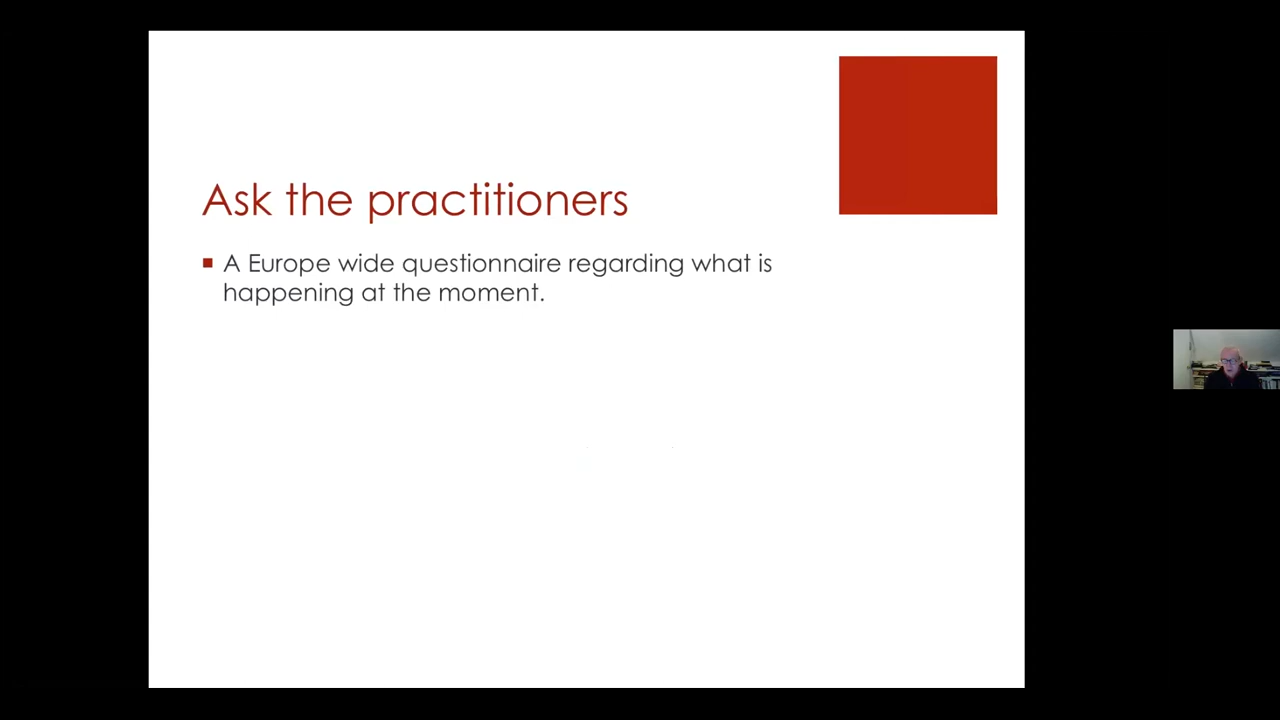 Ask the practitioners
A Europe wide questionnaire regarding what is
happening at the moment.